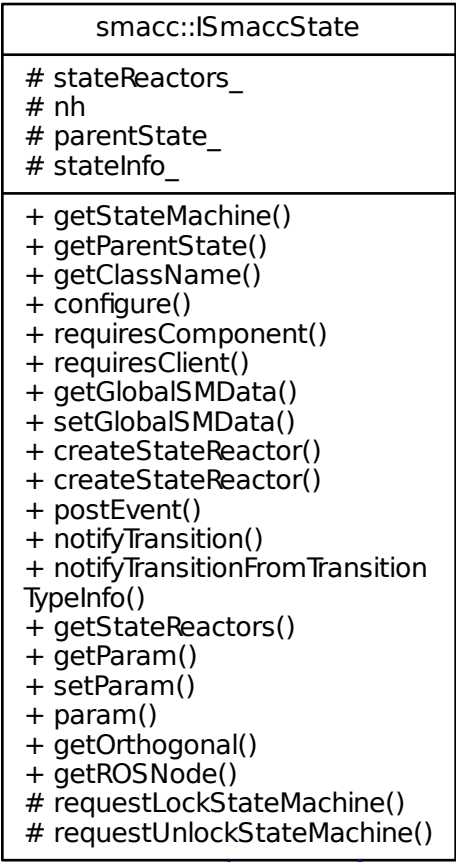 smacc::ISmaccState
# stateReactors_
# nh
# parentState_
# stateInfo_
+ getStateMachine()
+ getParentState()
+ getClassName()
+ configure()
+ requiresComponent()
+ requiresClient()
+ getGlobalSMData()
+ setGlobalSMData()
+ createStateReactor()
+ createStateReactor()
+ postEvent()
+ notifyTransition()
+ notifyTransitionFromTransition
TypeInfo()
+ getStateReactors()
+ getParam()
+ setParam()
+ param()
+ getOrthogonal()
+ getROSNode()
# requestLockStateMachine()
# requestUnlockStateMachine()